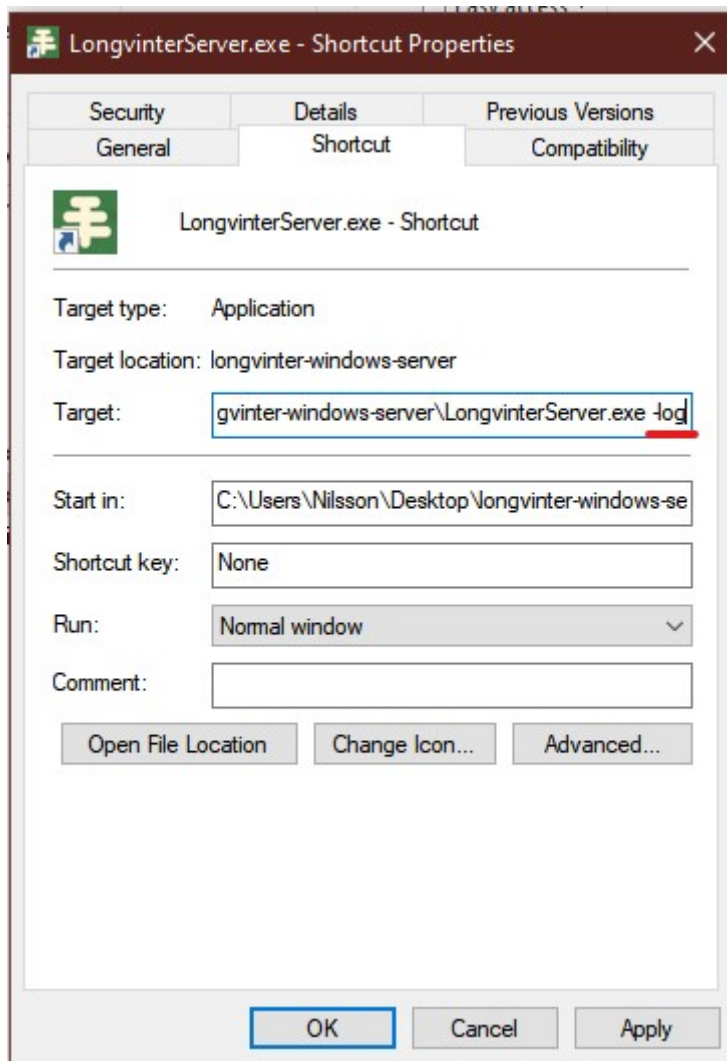 LongvinterServer.exe - Shortcut Properties
Security Details Previous Versions
General Shortcut Compatibility
LongvinterServer.exe - Shortcut
Target type: Application
Target location: longvinter-windows-server
Target: gvinter-windows-server\LongvinterServer.exe -log
Start in: C:\Users\Nilsson\Desktop\longvinter-windows-se
Shortcut key: None
Run: Normal window
Comment:
Open File Location Change Icon... Advanced...
OK Cancel Apply